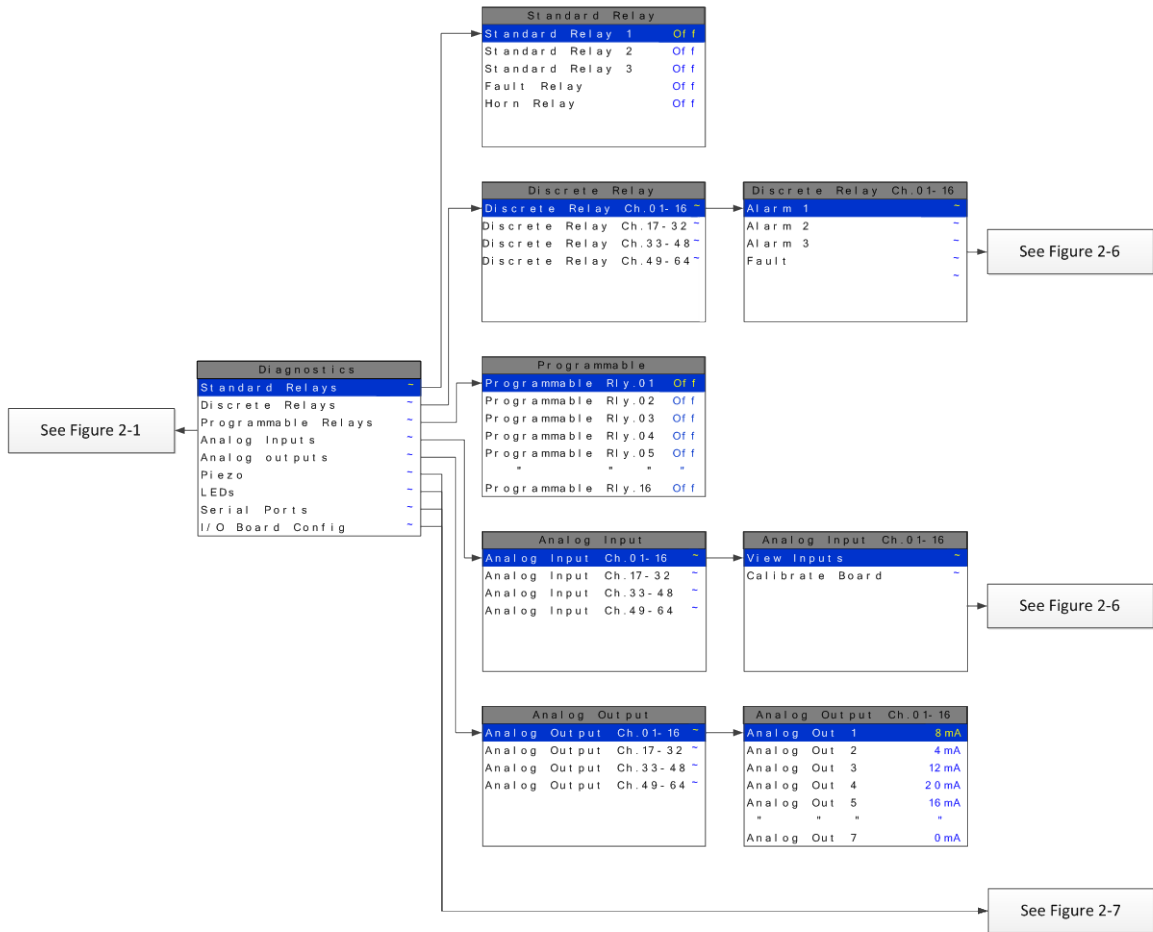 Standard Relay
Standard Relay 1 Off
Standard Relay 2 Off
Standard Relay 3 Off
Fault Relay Off
Horn Relay Off
Discrete Relay
Discrete Relay Ch.01-16 ~
Discrete Relay Ch.17-32 ~
Discrete Relay Ch.33-48 ~
Discrete Relay Ch.49-64 ~
Discrete Relay Ch.01-16
Alarm 1 ~
Alarm 2 ~
Alarm 3 ~
Fault ~
~
See Figure 2-6
Diagnostics
Standard Relays ~
Discrete Relays ~
Programmable Relays ~
Analog Inputs ~
Analog outputs ~
Piezo ~
LEDs ~
Serial Ports ~
I/O Board Config ~
See Figure 2-1
Programmable
Programmable Rly.01 Off
Programmable Rly.02 Off
Programmable Rly.03 Off
Programmable Rly.04 Off
Programmable Rly.05 Off
" " " "
Programmable Rly.16 Off
Analog Input
Analog Input Ch.01-16 ~
Analog Input Ch.17-32 ~
Analog Input Ch.33-48 ~
Analog Input Ch.49-64 ~
Analog Input Ch.01-16
View Inputs ~
Calibrate Board ~
See Figure 2-6
Analog Output
Analog Output Ch.01-16 ~
Analog Output Ch.17-32 ~
Analog Output Ch.33-48 ~
Analog Output Ch.49-64 ~
Analog Output Ch.01-16
Analog Out 1 8 mA
Analog Out 2 4 mA
Analog Out 3 12 mA
Analog Out 4 20 mA
Analog Out 5 16 mA
" " " "
Analog Out 7 0 mA
See Figure 2-7